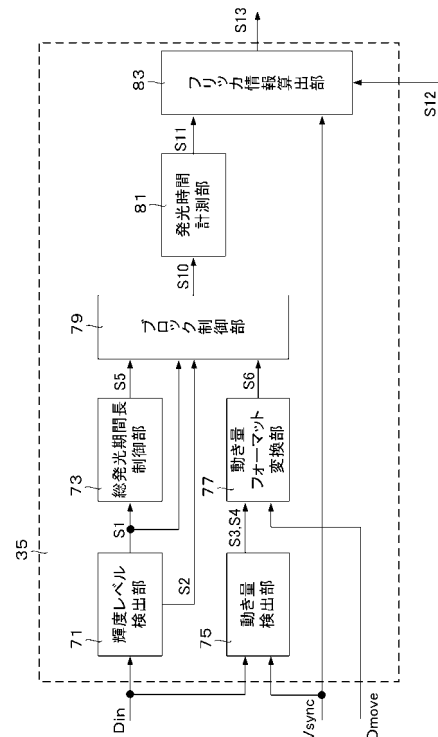 35
Din
Vsync
Dmove
71
輝度レベル
検出部
S1
S2
73
総発光期間長
制御部
S5
75
動き量
検出部
S3,S4
77
動き量
フォーマット
変換部
S6
79
ブロック制御部
S10
81
発光時間
計測部
S11
83
フリッカ情報算出部
S12
S13